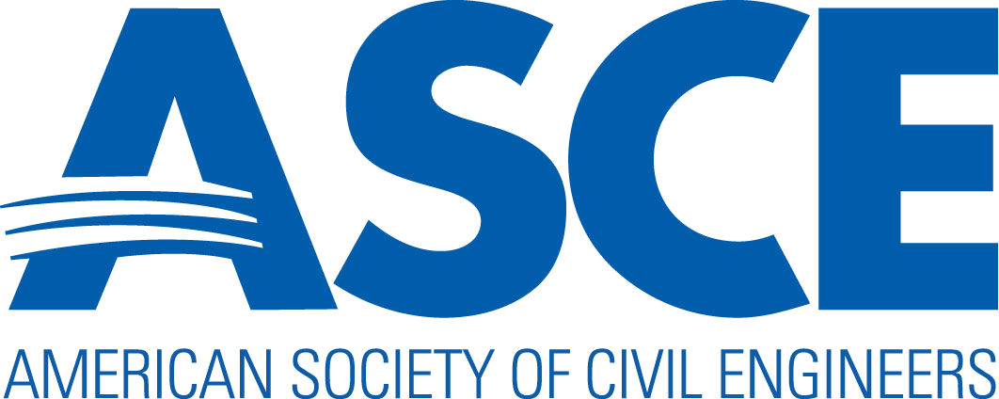 ASCE
AMERICAN SOCIETY OF CIVIL ENGINEERS